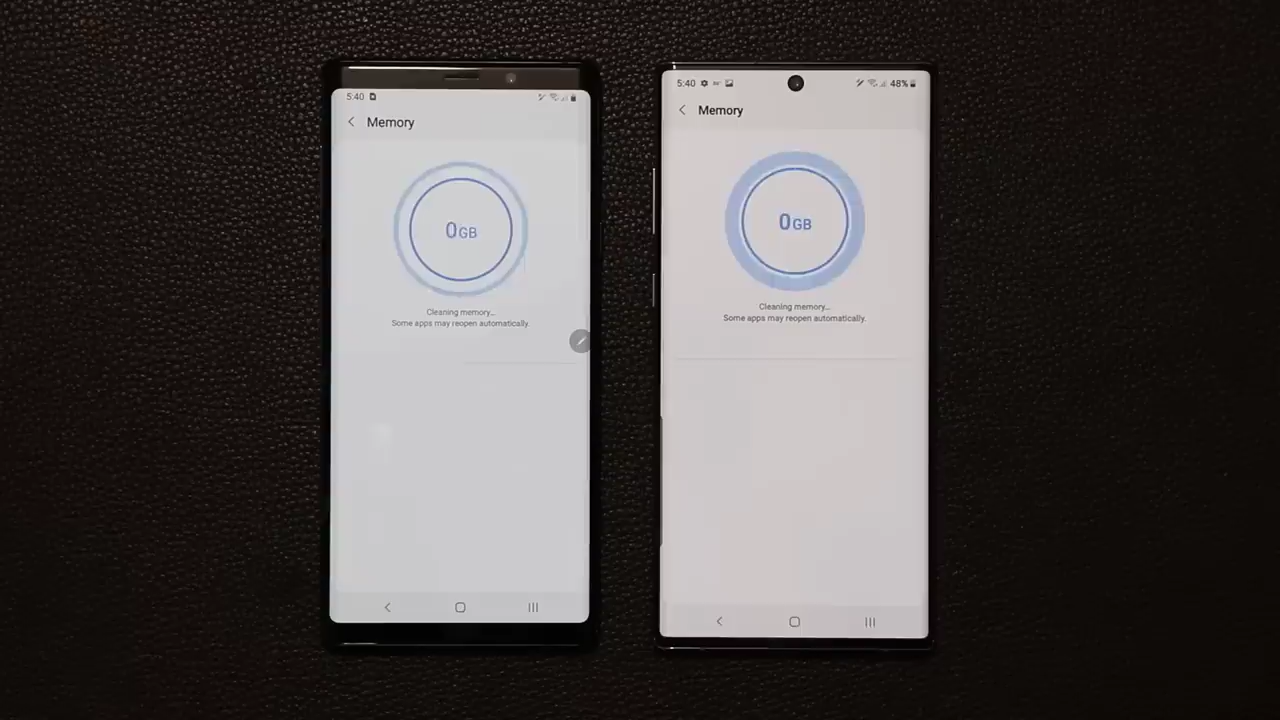 5:40
Memory
0GB
Cleaning memory...
Some apps may reopen automatically.
5:40
48%
Memory
0GB
Cleaning memory...
Some apps may reopen automatically.